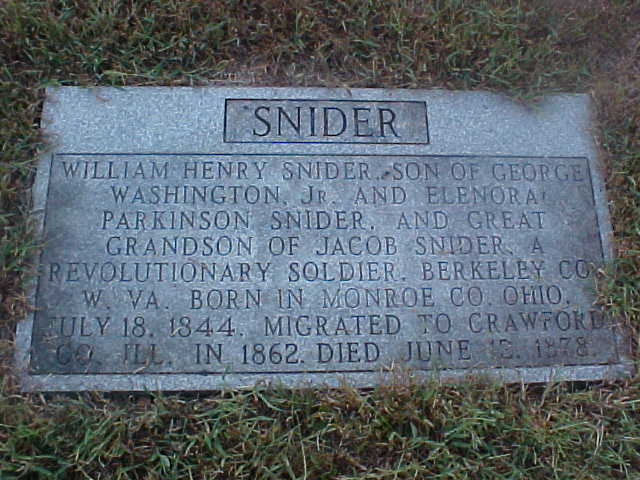 SNIDER
WILLIAM HENRY SNIDER, SON OF GEORGE
WASHINGTON, JR. AND ELENORA
PARKINSON SNIDER, AND GREAT
GRANDSON OF JACOB SNIDER, A
REVOLUTIONARY SOLDIER, BERKELEY CO.
W. VA. BORN IN MONROE CO. OHIO,
JULY 18, 1844. MIGRATED TO CRAWFORD
CO. ILL. IN 1862. DIED JUNE 1878.